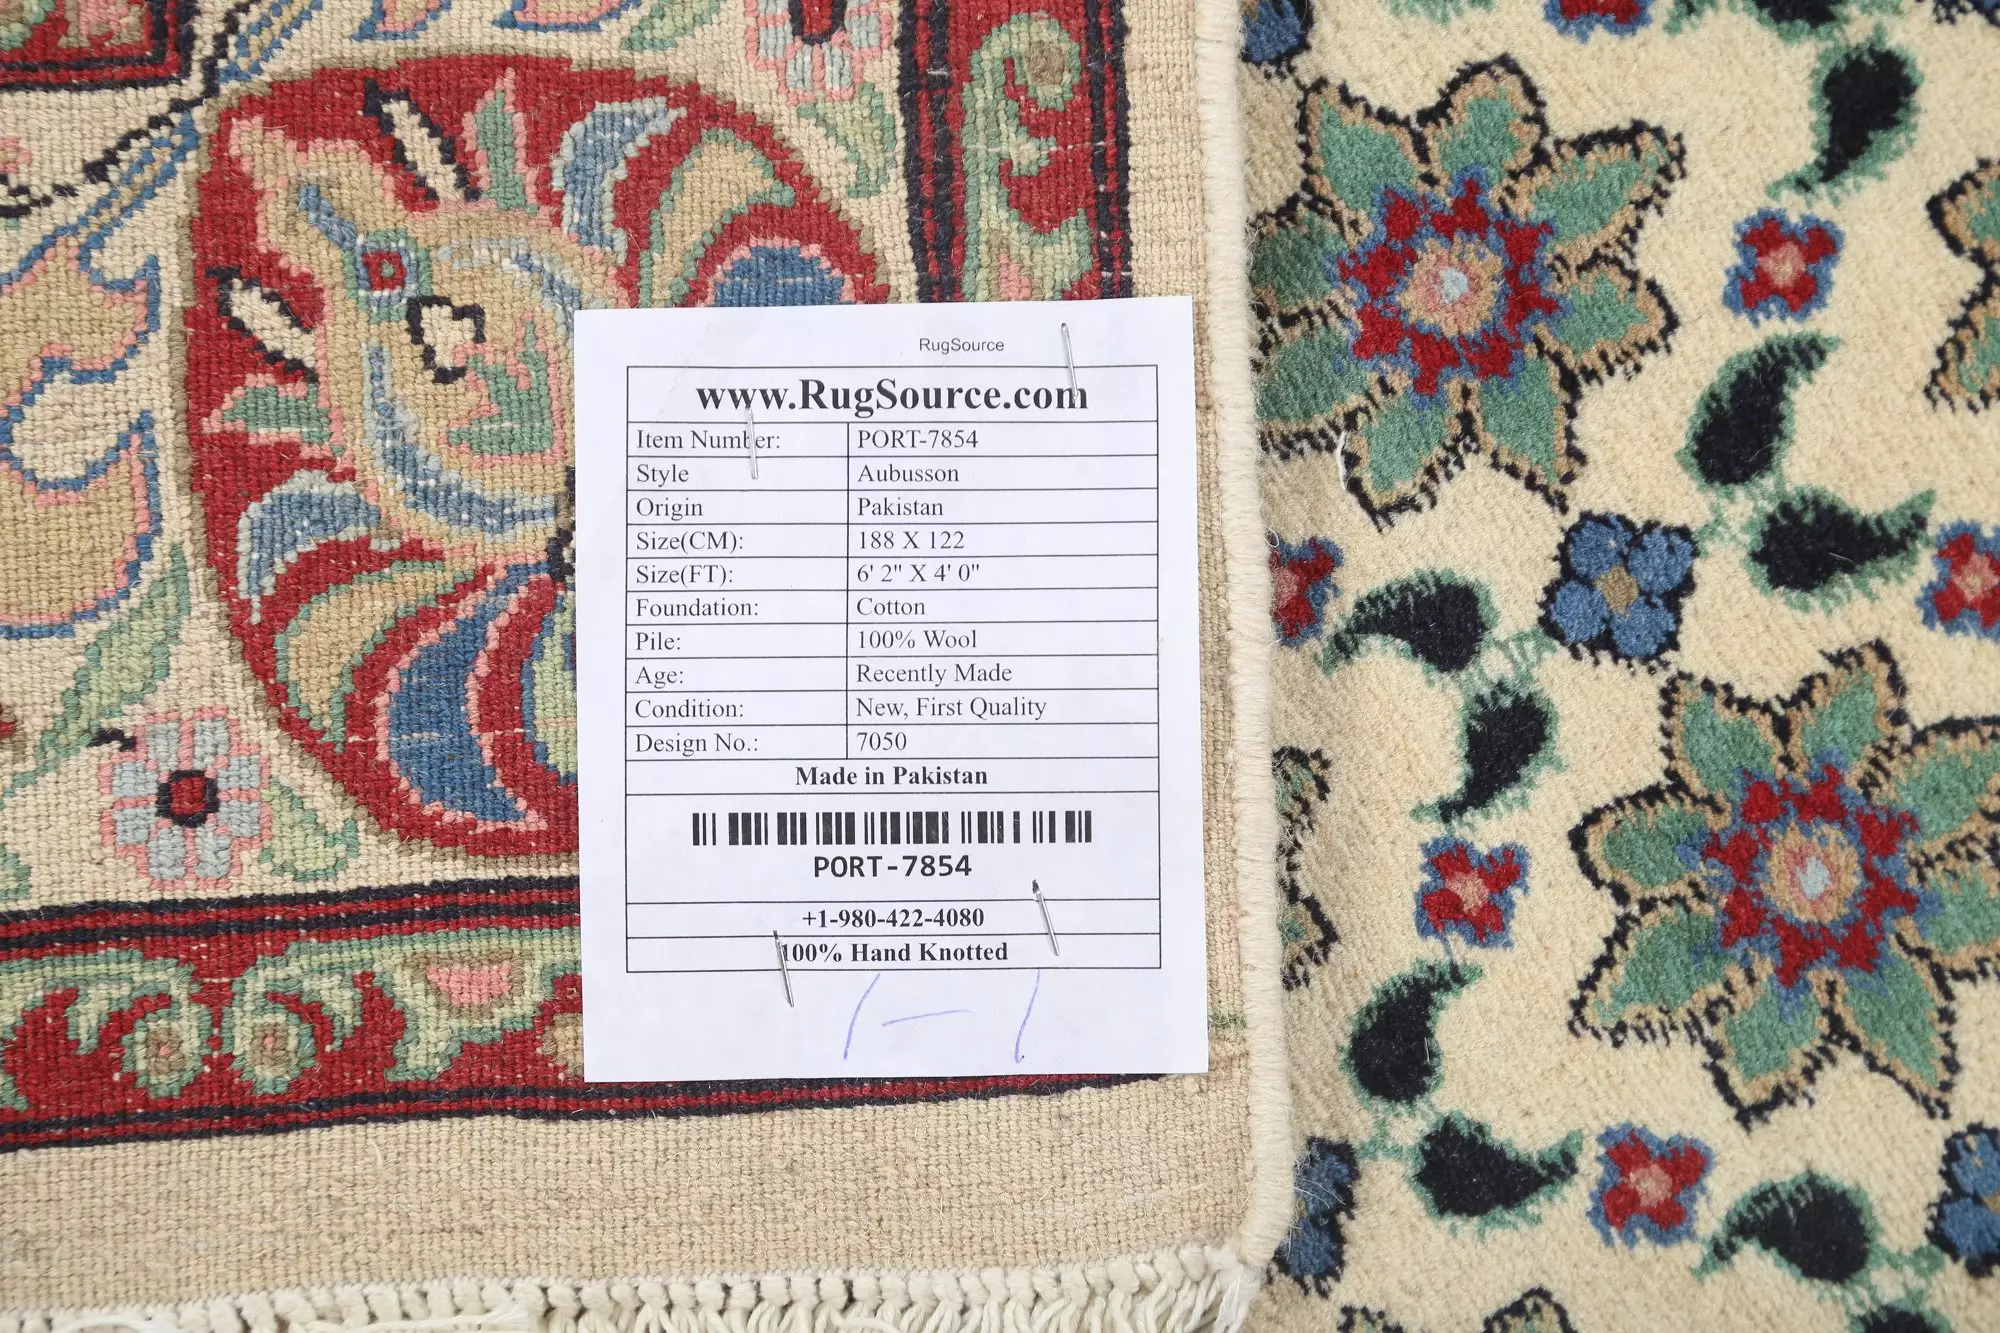 RugSource
www.RugSource.com
Item Number: PORT-7854
Style Aubusson
Origin Pakistan
Size(CM): 188 X 122
Size(FT): 6' 2" X 4' 0"
Foundation: Cotton
Pile: 100% Wool
Age: Recently Made
Condition: New, First Quality
Design No.: 7050
Made in Pakistan
PORT-7854
+1-980-422-4080
100% Hand Knotted
1-1